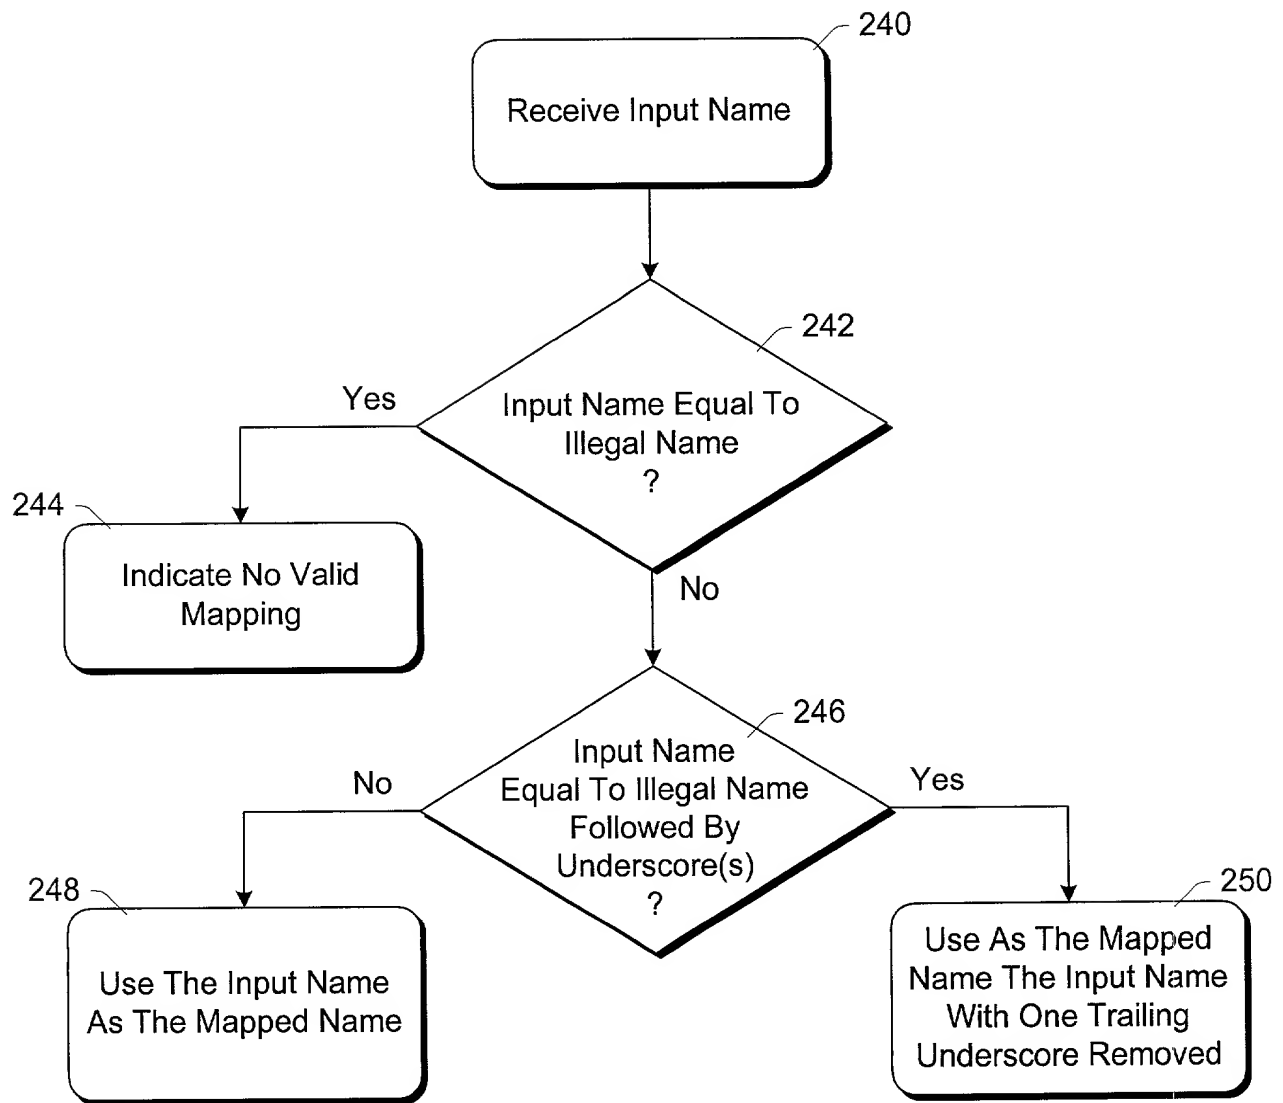 240
Receive Input Name
242
Yes
Input Name Equal To
Illegal Name
?
244
Indicate No Valid
Mapping
No
246
Input Name
Equal To Illegal Name
Followed By
Underscore(s)
?
No
Yes
248
Use The Input Name
As The Mapped Name
250
Use As The Mapped
Name The Input Name
With One Trailing
Underscore Removed